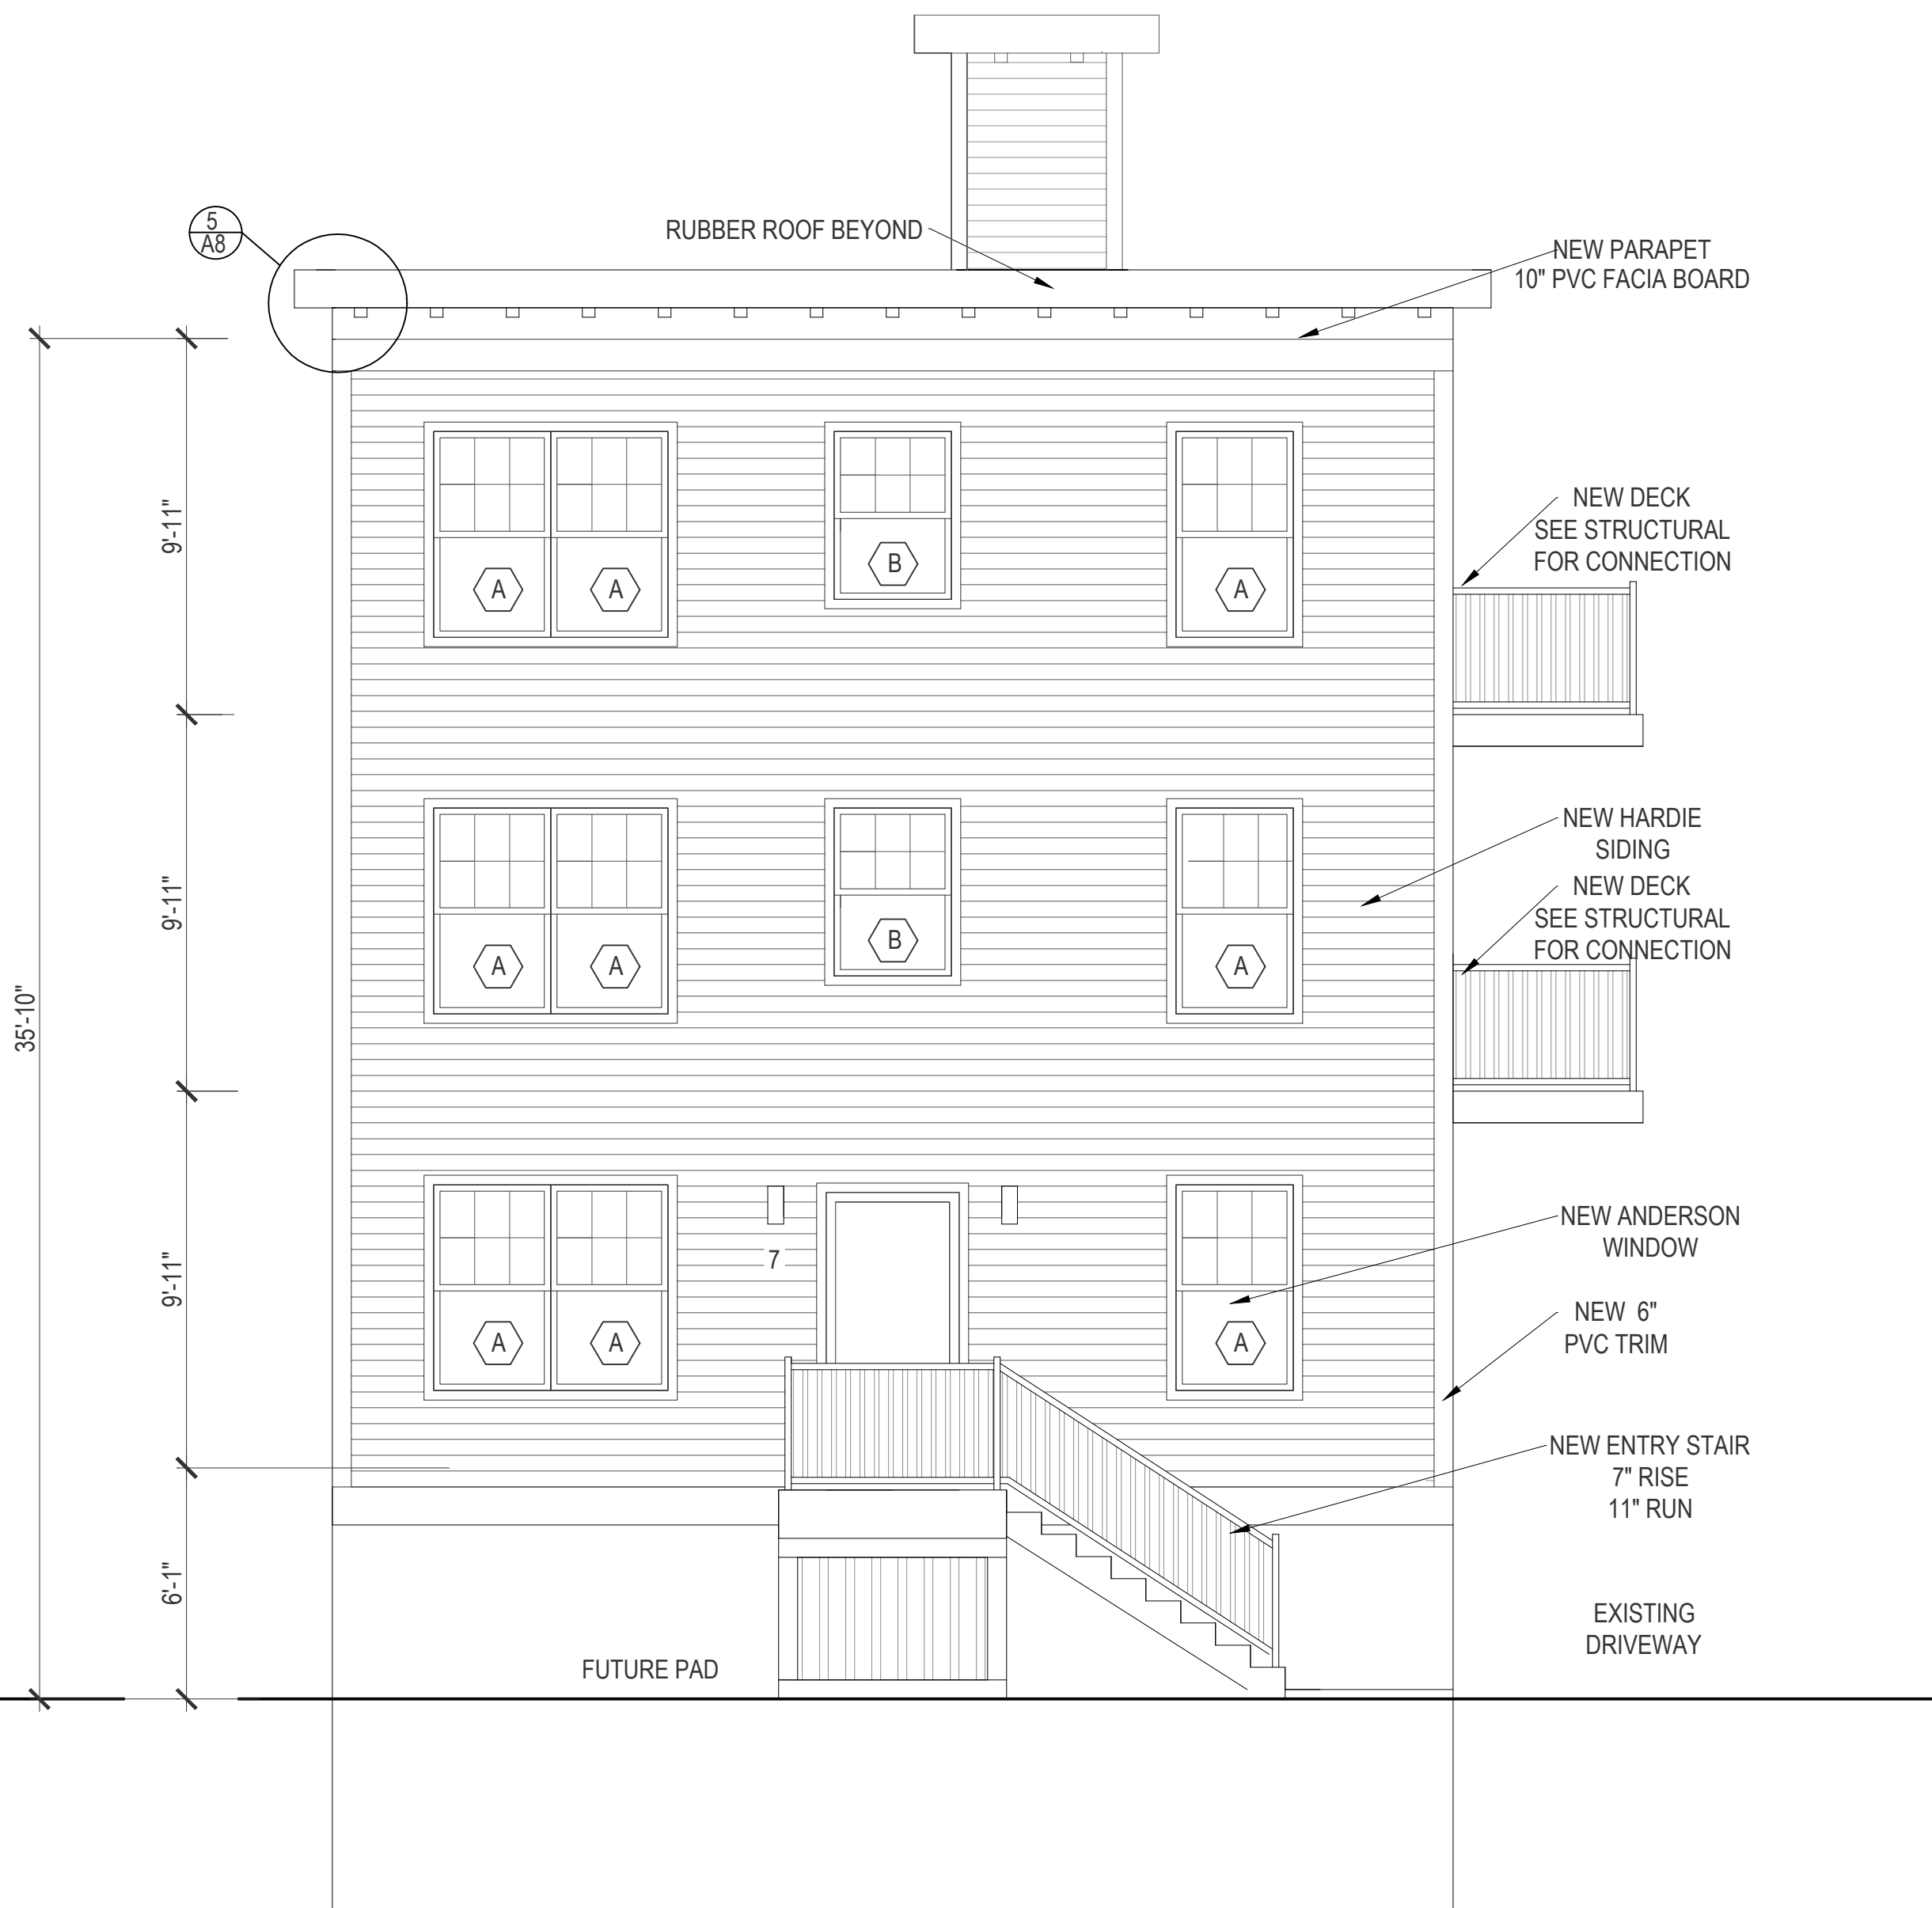 5
A8
RUBBER ROOF BEYOND
NEW PARAPET
10" PVC FACIA BOARD
9'-11"
NEW DECK
SEE STRUCTURAL
FOR CONNECTION
A
A
B
A
35'-10"
9'-11"
NEW HARDIE
SIDING
NEW DECK
SEE STRUCTURAL
FOR CONNECTION
A
A
B
A
9'-11"
7
NEW ANDERSON
WINDOW
A
A
A
NEW 6"
PVC TRIM
NEW ENTRY STAIR
7" RISE
11" RUN
6'-1"
FUTURE PAD
EXISTING
DRIVEWAY